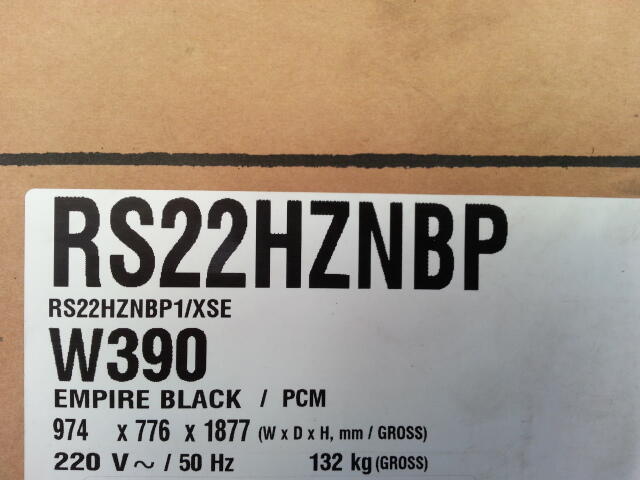 RS22HZNBP
RS22HZNBP1/XSE
W390
EMPIRE BLACK / PCM
974 x 776 x 1877 (W x D x H, mm / GROSS)
220 V~ / 50 Hz 132 kg (GROSS)